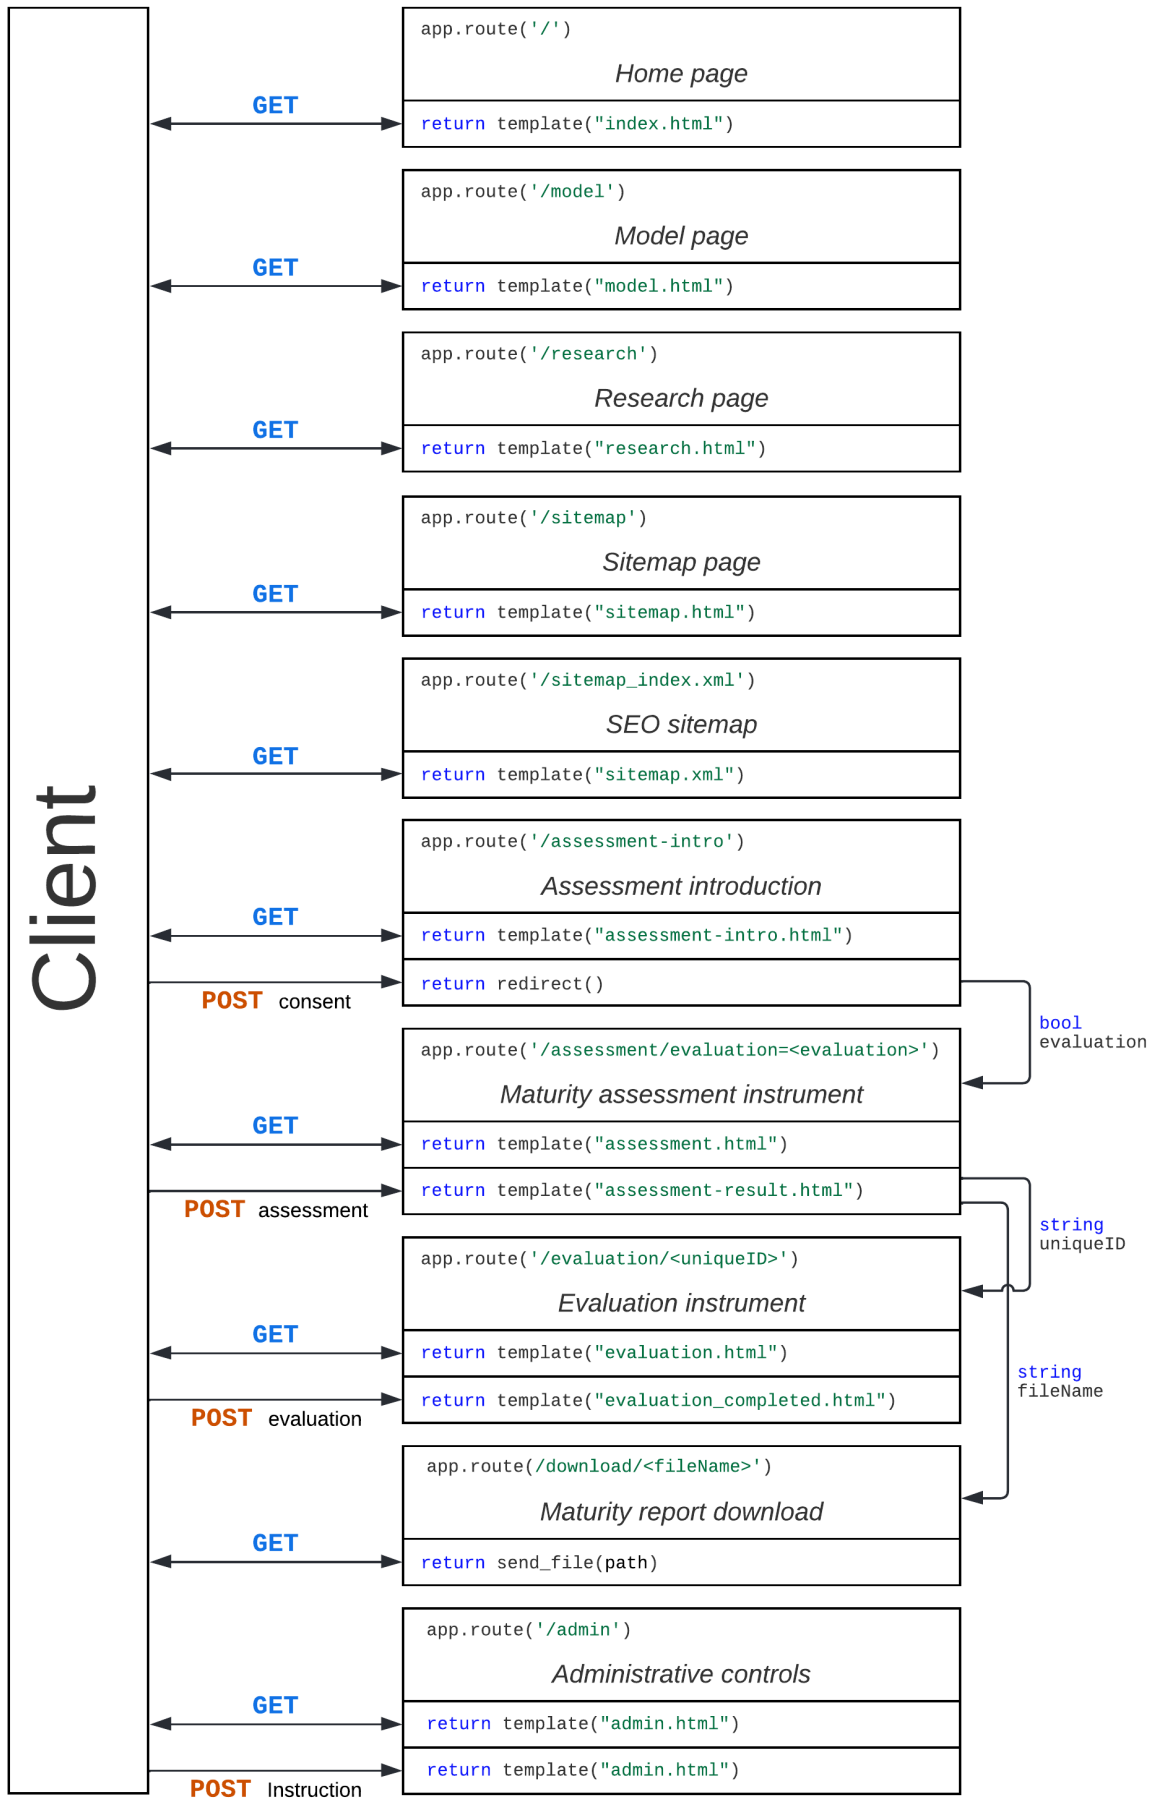 Client
app.route('/')
Home page
GET
return template("index.html")
app.route('/model')
Model page
GET
return template("model.html")
app.route('/research')
Research page
GET
return template("research.html")
app.route('/sitemap')
Sitemap page
GET
return template("sitemap.html")
app.route('/sitemap_index.xml')
SEO sitemap
GET
return template("sitemap.xml")
app.route('/assessment-intro')
Assessment introduction
GET
return template("assessment-intro.html")
POST consent
return redirect()
bool
evaluation
app.route('/assessment/evaluation=<evaluation>')
Maturity assessment instrument
GET
return template("assessment.html")
POST assessment
return template("assessment-result.html")
string
uniqueID
app.route('/evaluation/<uniqueID>')
Evaluation instrument
GET
return template("evaluation.html")
string
fileName
POST evaluation
return template("evaluation_completed.html")
app.route(/download/<fileName>')
Maturity report download
GET
return send_file(path)
app.route('/admin')
Administrative controls
GET
return template("admin.html")
POST Instruction
return template("admin.html")